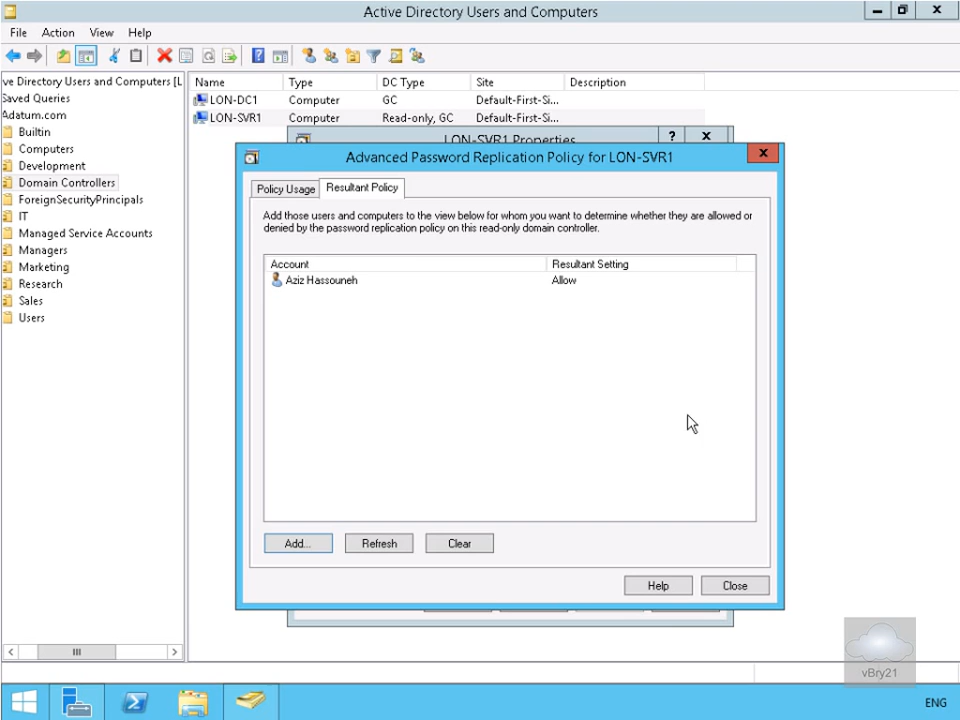 Active Directory Users and Computers
File Action View Help
ve Directory Users and Computers [L
Saved Queries
Adatum.com
Builtin
Computers
Development
Domain Controllers
ForeignSecurityPrincipals
IT
Managed Service Accounts
Managers
Marketing
Research
Sales
Users
Name Type DC Type Site Description
LON-DC1 Computer GC Default-First-Si...
LON-SVR1 Computer Read-only, GC Default-First-Si...
LON-SVR1 Properties
Advanced Password Replication Policy for LON-SVR1
Policy Usage Resultant Policy
Add those users and computers to the view below for whom you want to determine whether they are allowed or
denied by the password replication policy on this read-only domain controller.
Account Resultant Setting
Aziz Hassouneh Allow
Add... Refresh Clear
Help Close
vBry21
ENG